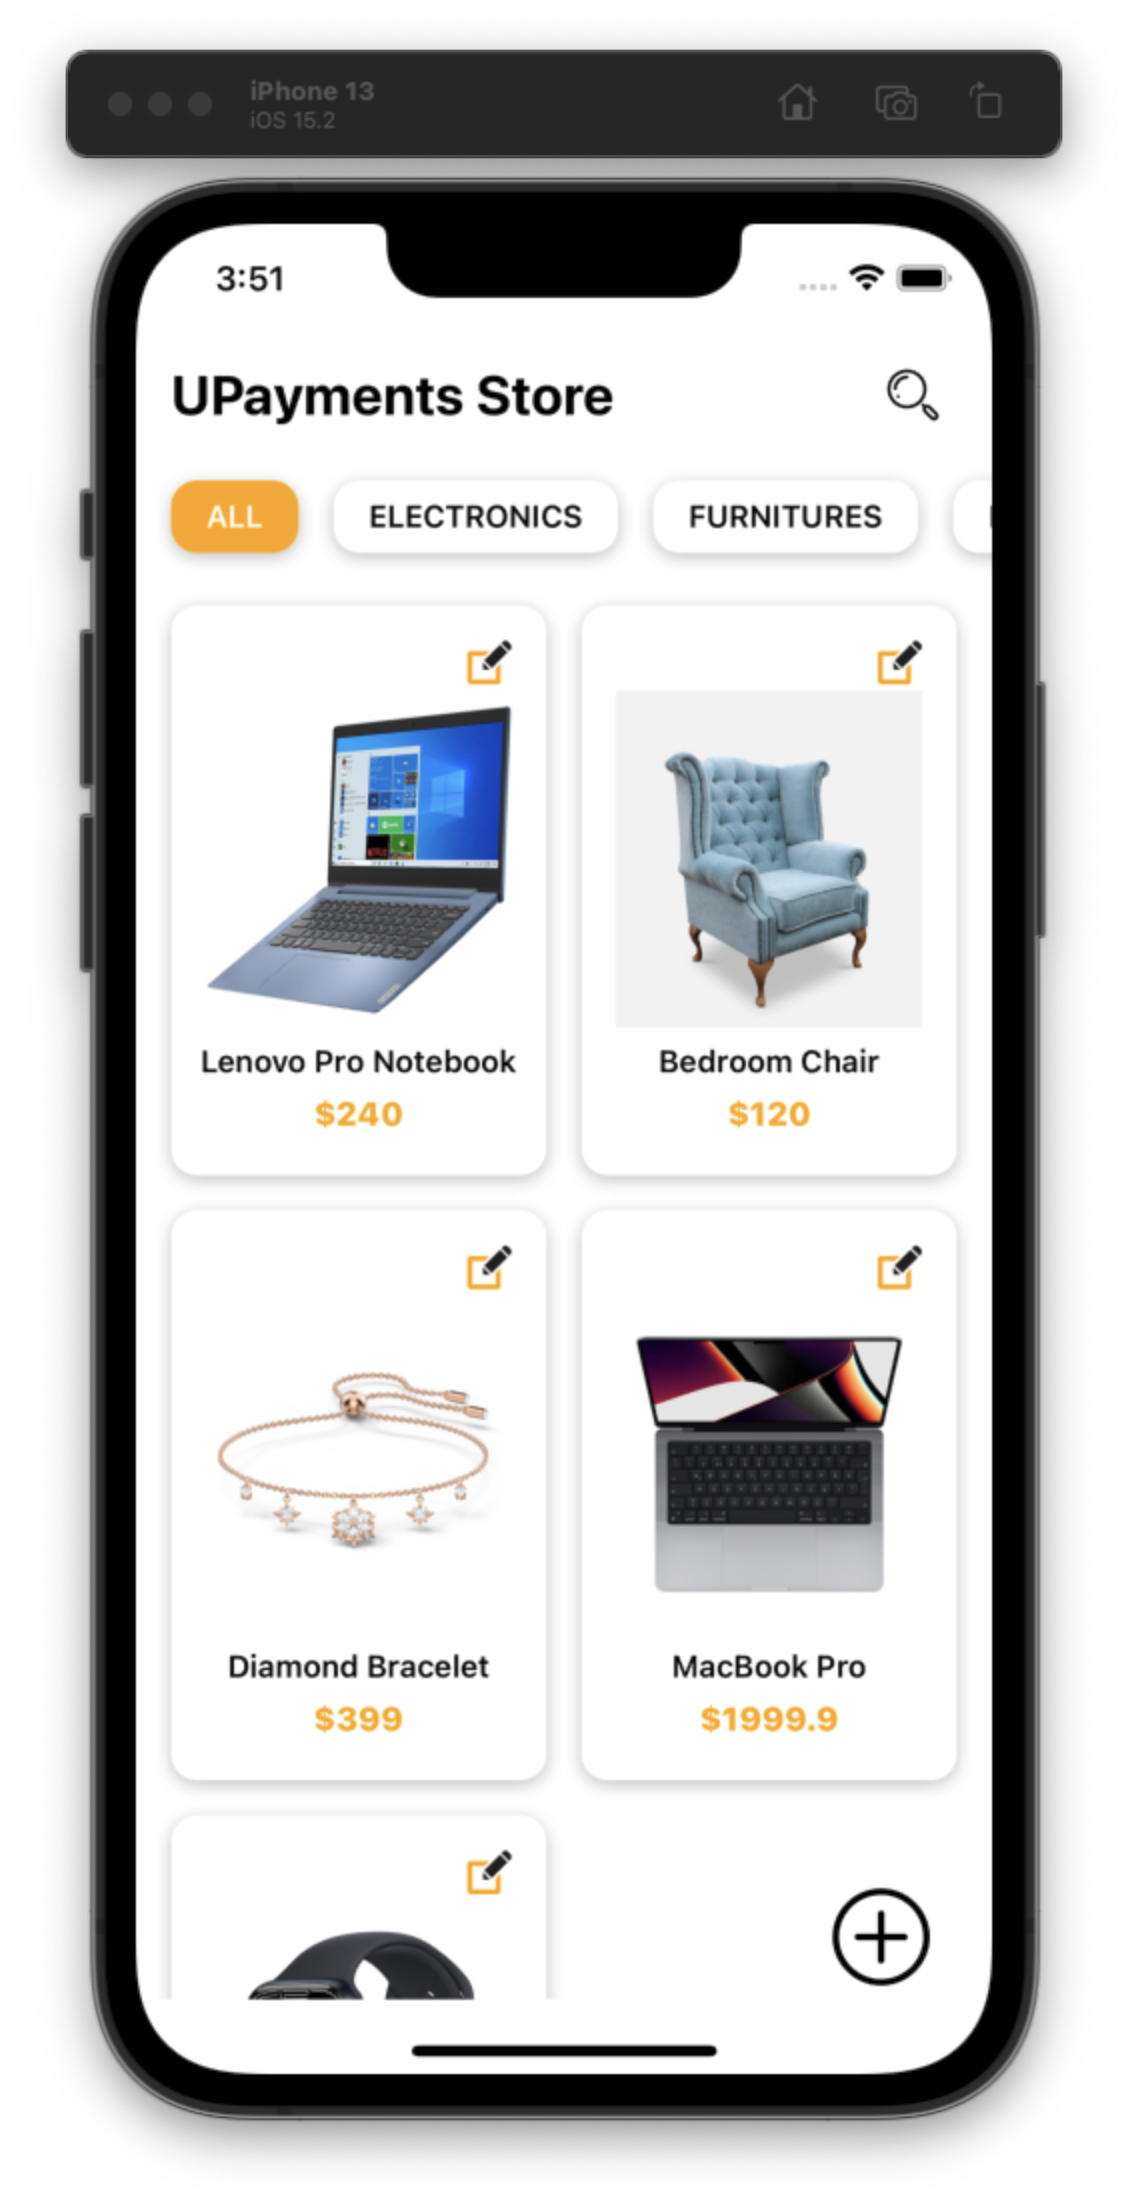 iPhone 13
iOS 15.2
3:51
UPayments Store
ALL
ELECTRONICS
FURNITURES
Lenovo Pro Notebook
$240
Bedroom Chair
$120
Diamond Bracelet
$399
MacBook Pro
$1999.9